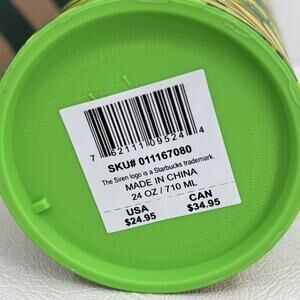 7 62111 09524 4
SKU# 011167080
The Siren logo is a Starbucks trademark.
MADE IN CHINA
24 OZ / 710 ML
USA CAN
$24.95 $34.95